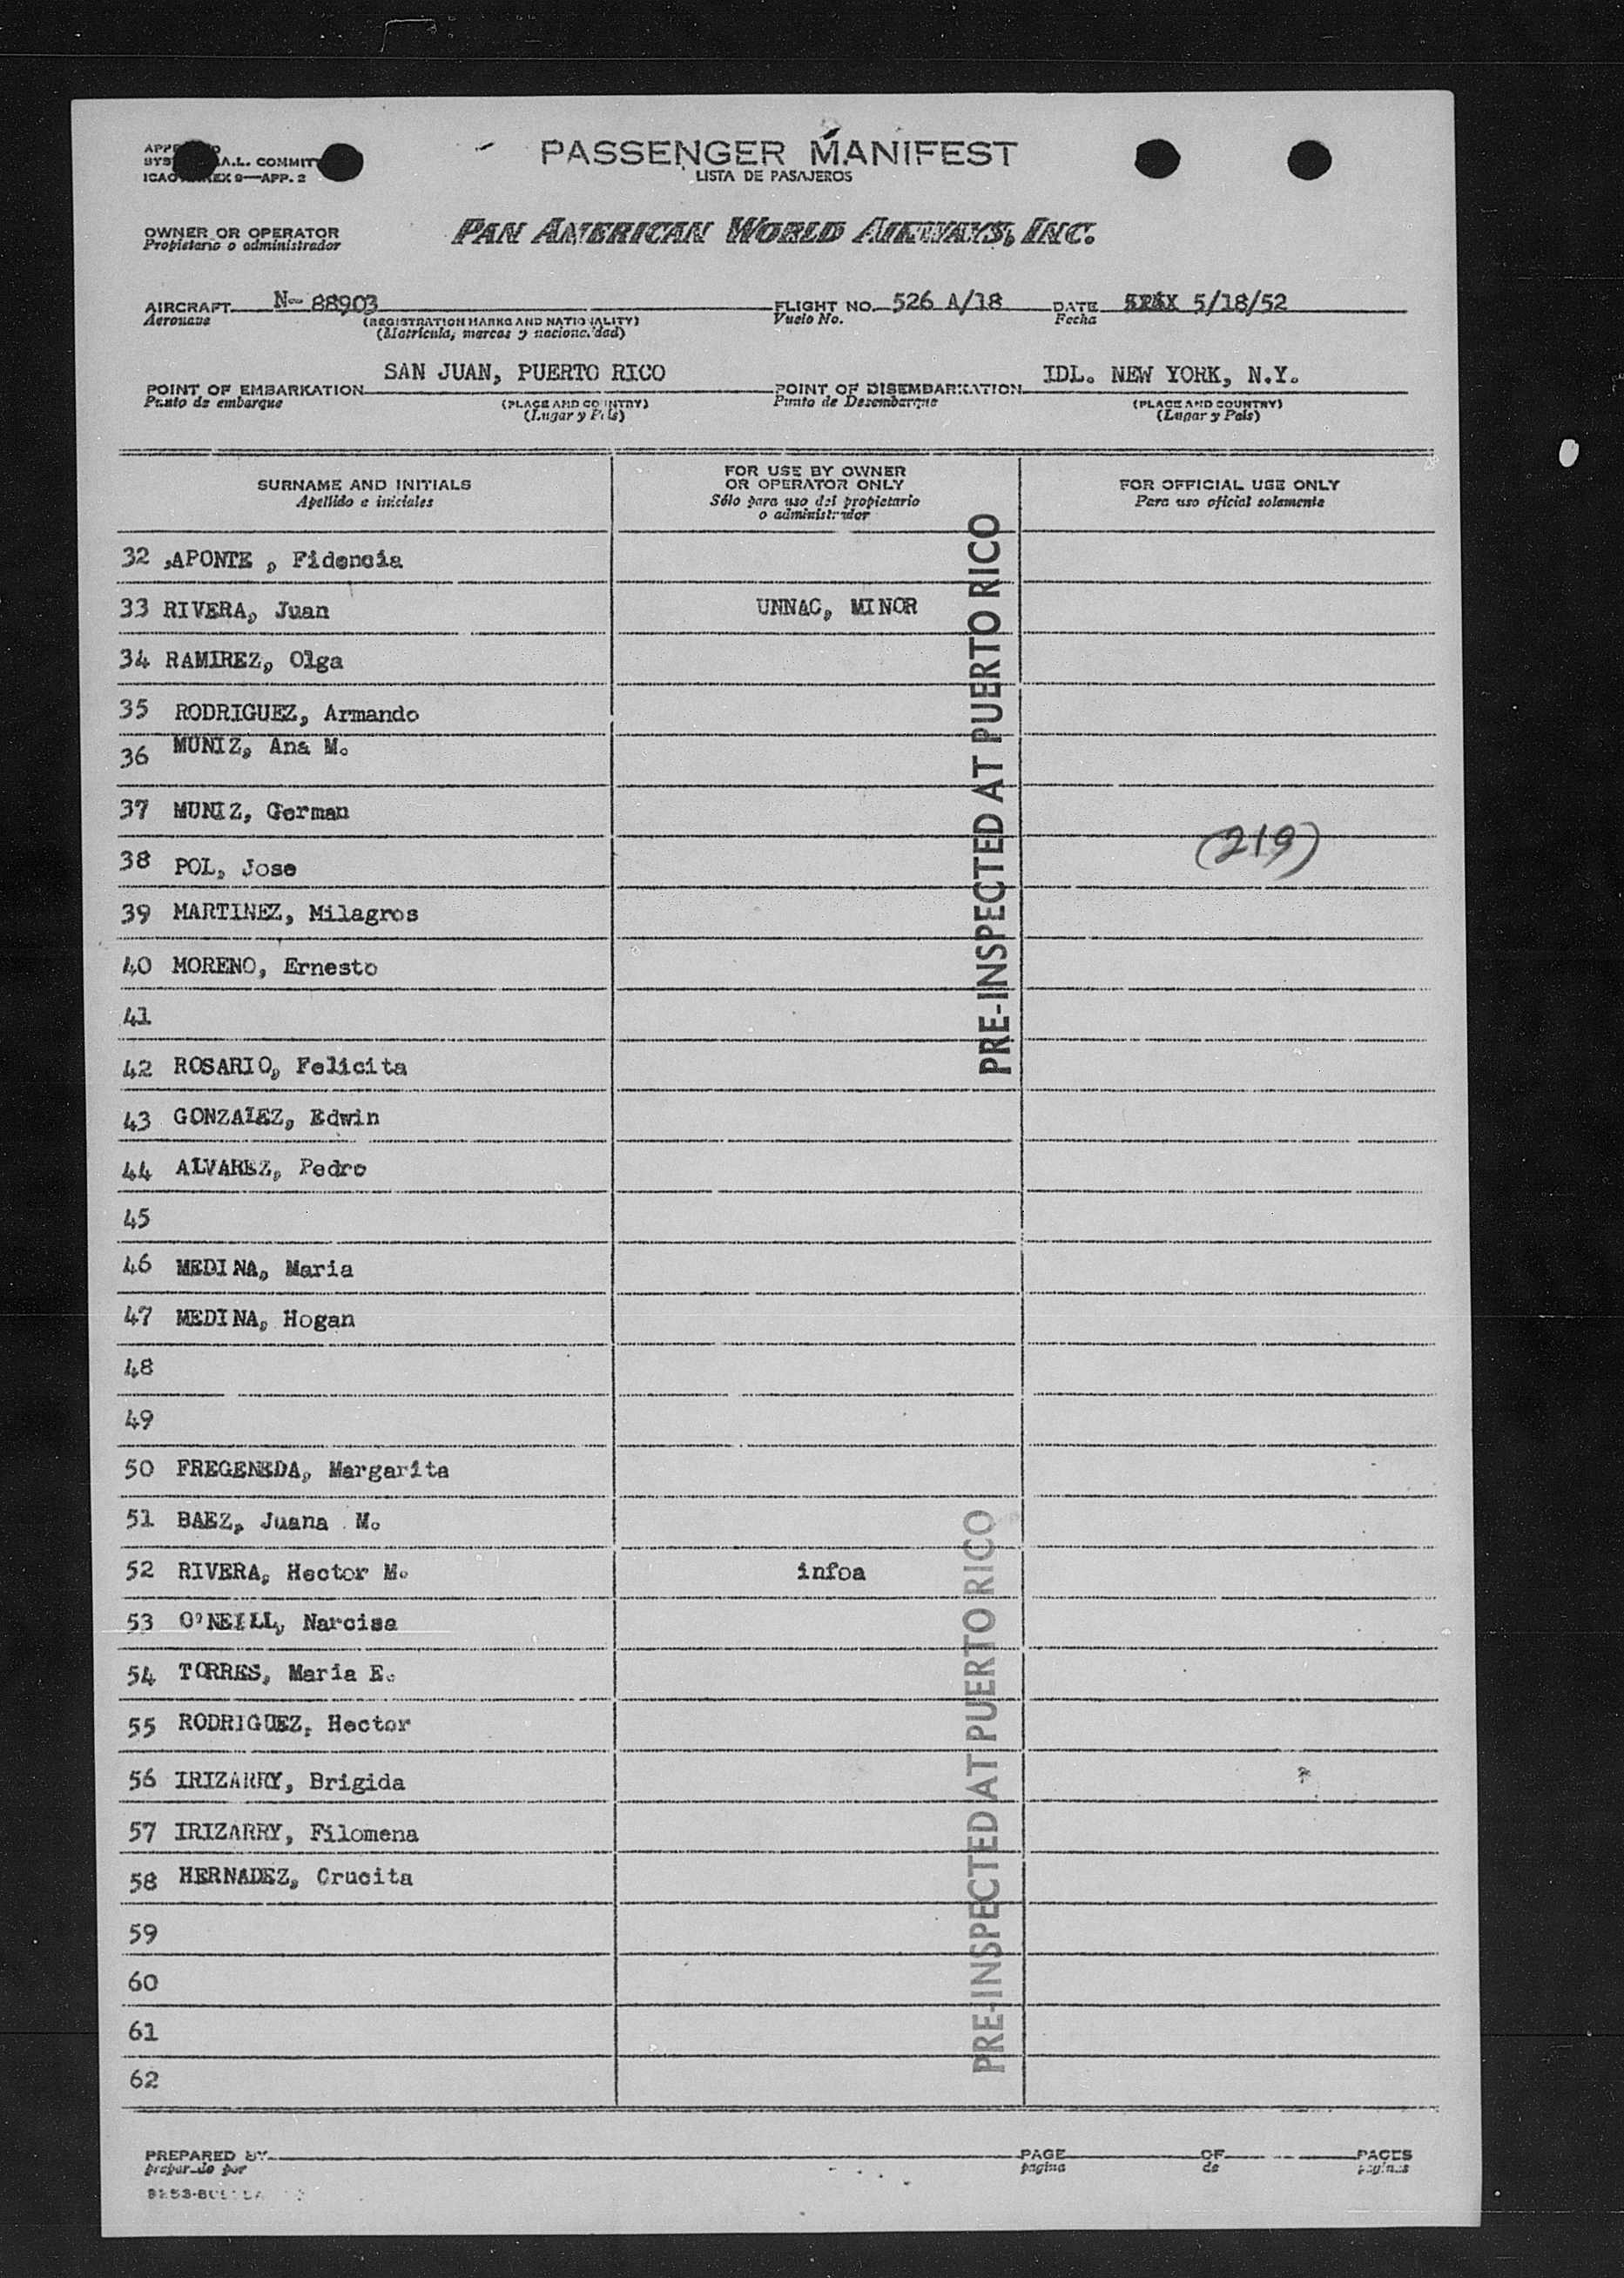 PASSENGER MANIFEST
LISTA DE PASAJEROS
A.L. COMMIT
9—APP. 2
OWNER OR OPERATOR
Propietario o administrador
PAN AMERICAN WORLD AIRWAYS, INC.
AIRCRAFT N- 88903 FLIGHT NO. 526 A/18 DATE 5/18/52
Aeronave (REGISTRATION MARKS AND NATIONALITY) Vuelo No. Fecha
(Matricula, marcas y nacionalidad)
SAN JUAN, PUERTO RICO IDL. NEW YORK, N.Y.
POINT OF EMBARKATION POINT OF DISEMBARKATION
Punto de embarque (PLACE AND COUNTRY) Punto de Desembarque (PLACE AND COUNTRY)
(Lugar y País) (Lugar y País)
SURNAME AND INITIALS
Apellido e iniciales
FOR USE BY OWNER
OR OPERATOR ONLY
Sólo para uso del propietario
o administrador
FOR OFFICIAL USE ONLY
Para uso oficial solamente
32 ,APONTE , Fidencia
33 RIVERA, Juan UNNAC, MINOR
34 RAMIREZ, Olga
35 RODRIGUEZ, Armando
36 MUNIZ, Ana M.
37 MUNIZ, German
(219)
38 POL, Jose
39 MARTINEZ, Milagros
40 MORENO, Ernesto
41
42 ROSARIO, Felicita
43 GONZALEZ, Edwin
44 ALVAREZ, Pedro
45
46 MEDINA, Maria
47 MEDINA, Hogan
48
49
50 FREGENEDA, Margarita
51 BAEZ, Juana M.
52 RIVERA, Hector M. infoa
53 O'NEILL, Narcisa
54 TORRES, Maria E.
55 RODRIGUEZ, Hector
56 IRIZARRY, Brigida
57 IRIZARRY, Filomena
58 HERNADEZ, Crucita
59
60
61
62
PRE-INSPECTED AT PUERTO RICO
PRE-INSPECTED AT PUERTO RICO
PREPARED BY PAGE OF PAGES
preparado por pagina de paginas